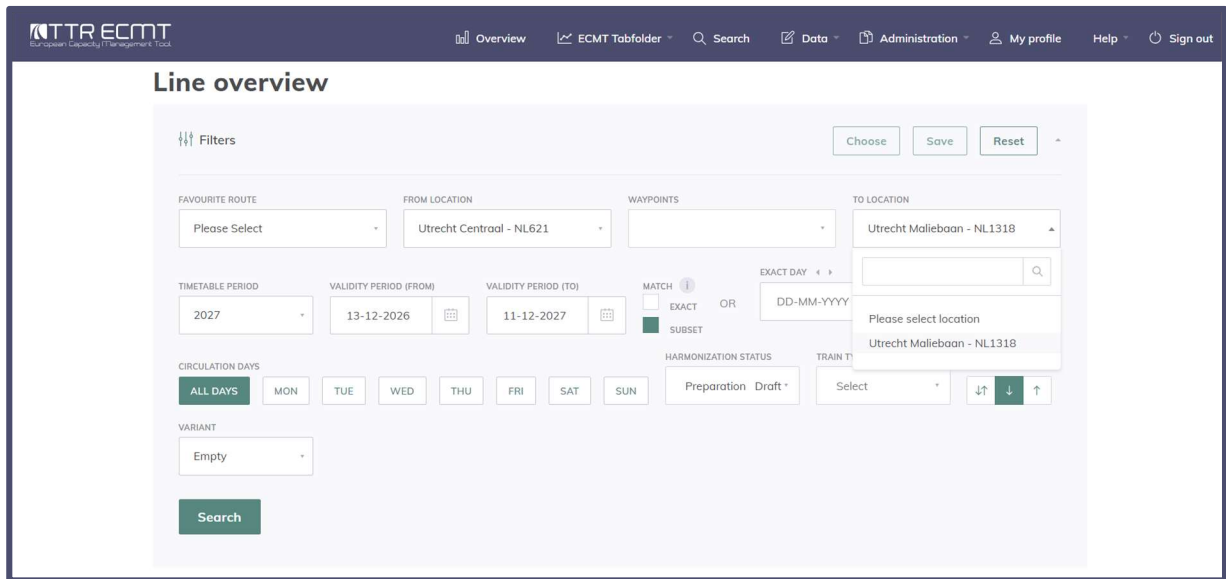 TTR ECMT
European Capacity Management Tool
Overview
ECMT Tabfolder
Search
Data
Administration
My profile
Help
Sign out
Line overview
Filters
Choose
Save
Reset
FAVOURITE ROUTE
FROM LOCATION
WAYPOINTS
TO LOCATION
Please Select
Utrecht Centraal - NL621
Utrecht Maliebaan - NL1318
TIMETABLE PERIOD
VALIDITY PERIOD (FROM)
VALIDITY PERIOD (TO)
MATCH i
EXACT DAY
2027
13-12-2026
11-12-2027
EXACT
SUBSET
OR
DD-MM-YYYY
Please select location
Utrecht Maliebaan - NL1318
CIRCULATION DAYS
HARMONIZATION STATUS
TRAIN T
ALL DAYS
MON
TUE
WED
THU
FRI
SAT
SUN
Preparation Draft
Select
VARIANT
Empty
Search